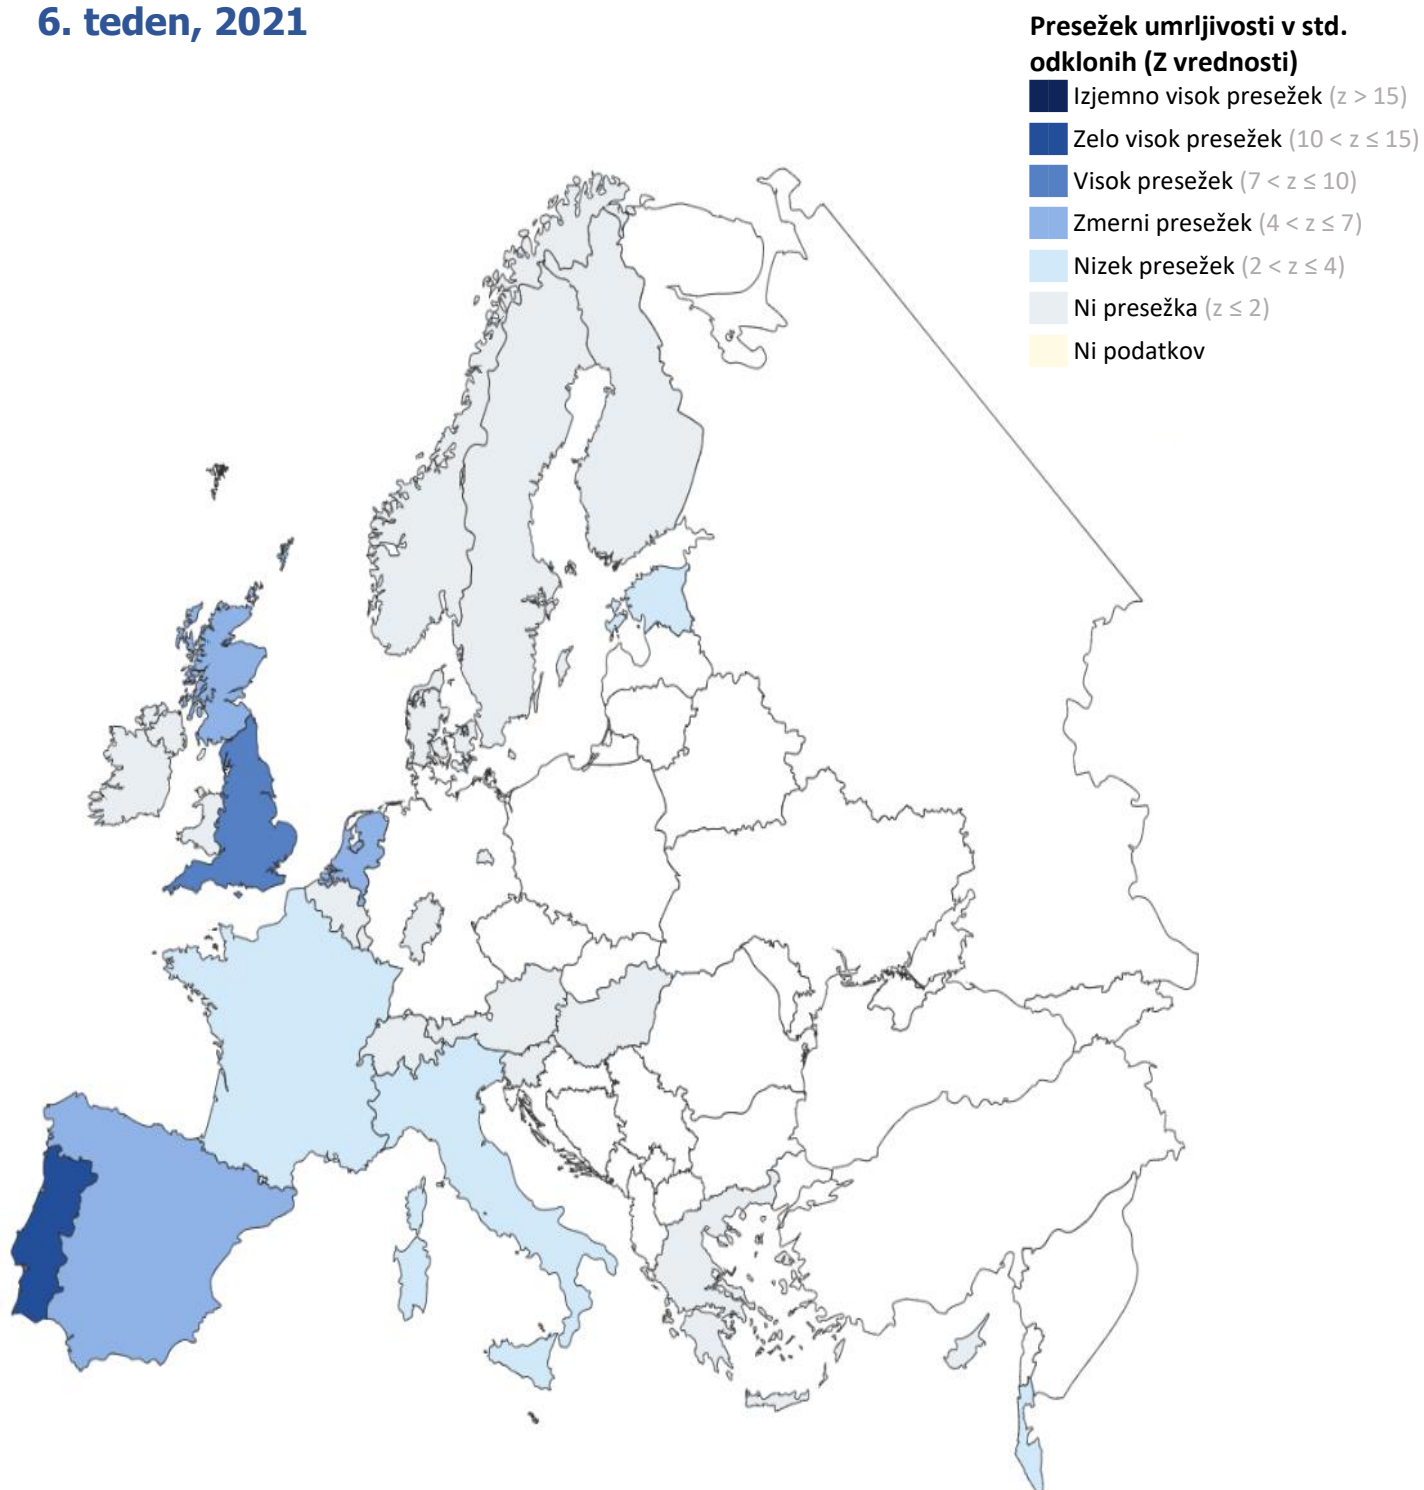 6. teden, 2021
Presežek umrljivosti v std.
odklonih (Z vrednosti)
Izjemno visok presežek (z > 15)
Zelo visok presežek (10 < z ≤ 15)
Visok presežek (7 < z ≤ 10)
Zmerni presežek (4 < z ≤ 7)
Nizek presežek (2 < z ≤ 4)
Ni presežka (z ≤ 2)
Ni podatkov